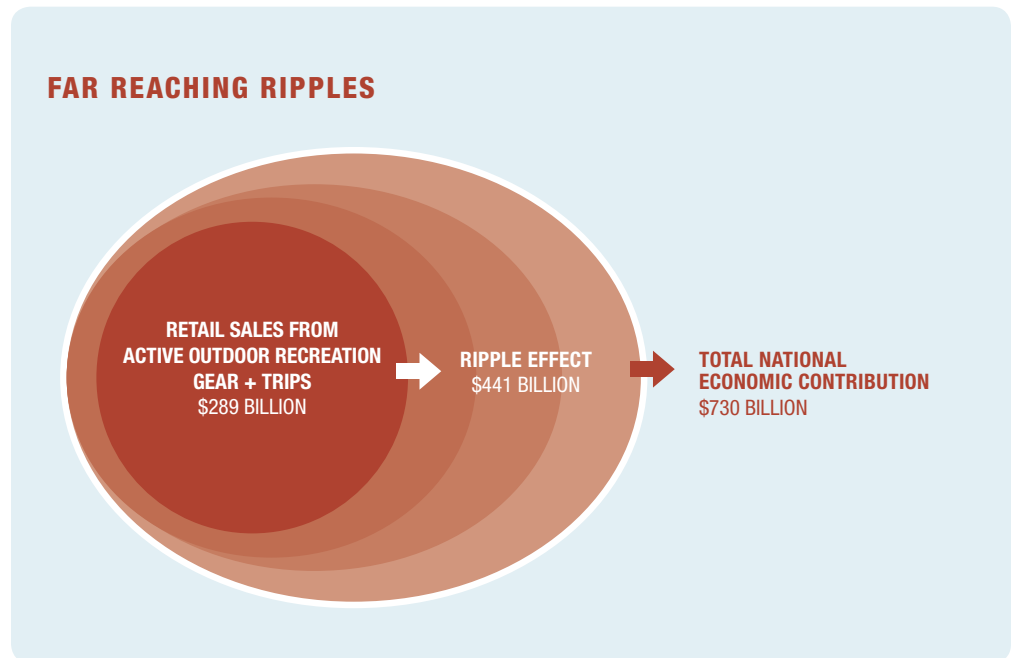 FAR REACHING RIPPLES
RETAIL SALES FROM
ACTIVE OUTDOOR RECREATION
GEAR + TRIPS
$289 BILLION
RIPPLE EFFECT
$441 BILLION
TOTAL NATIONAL
ECONOMIC CONTRIBUTION
$730 BILLION